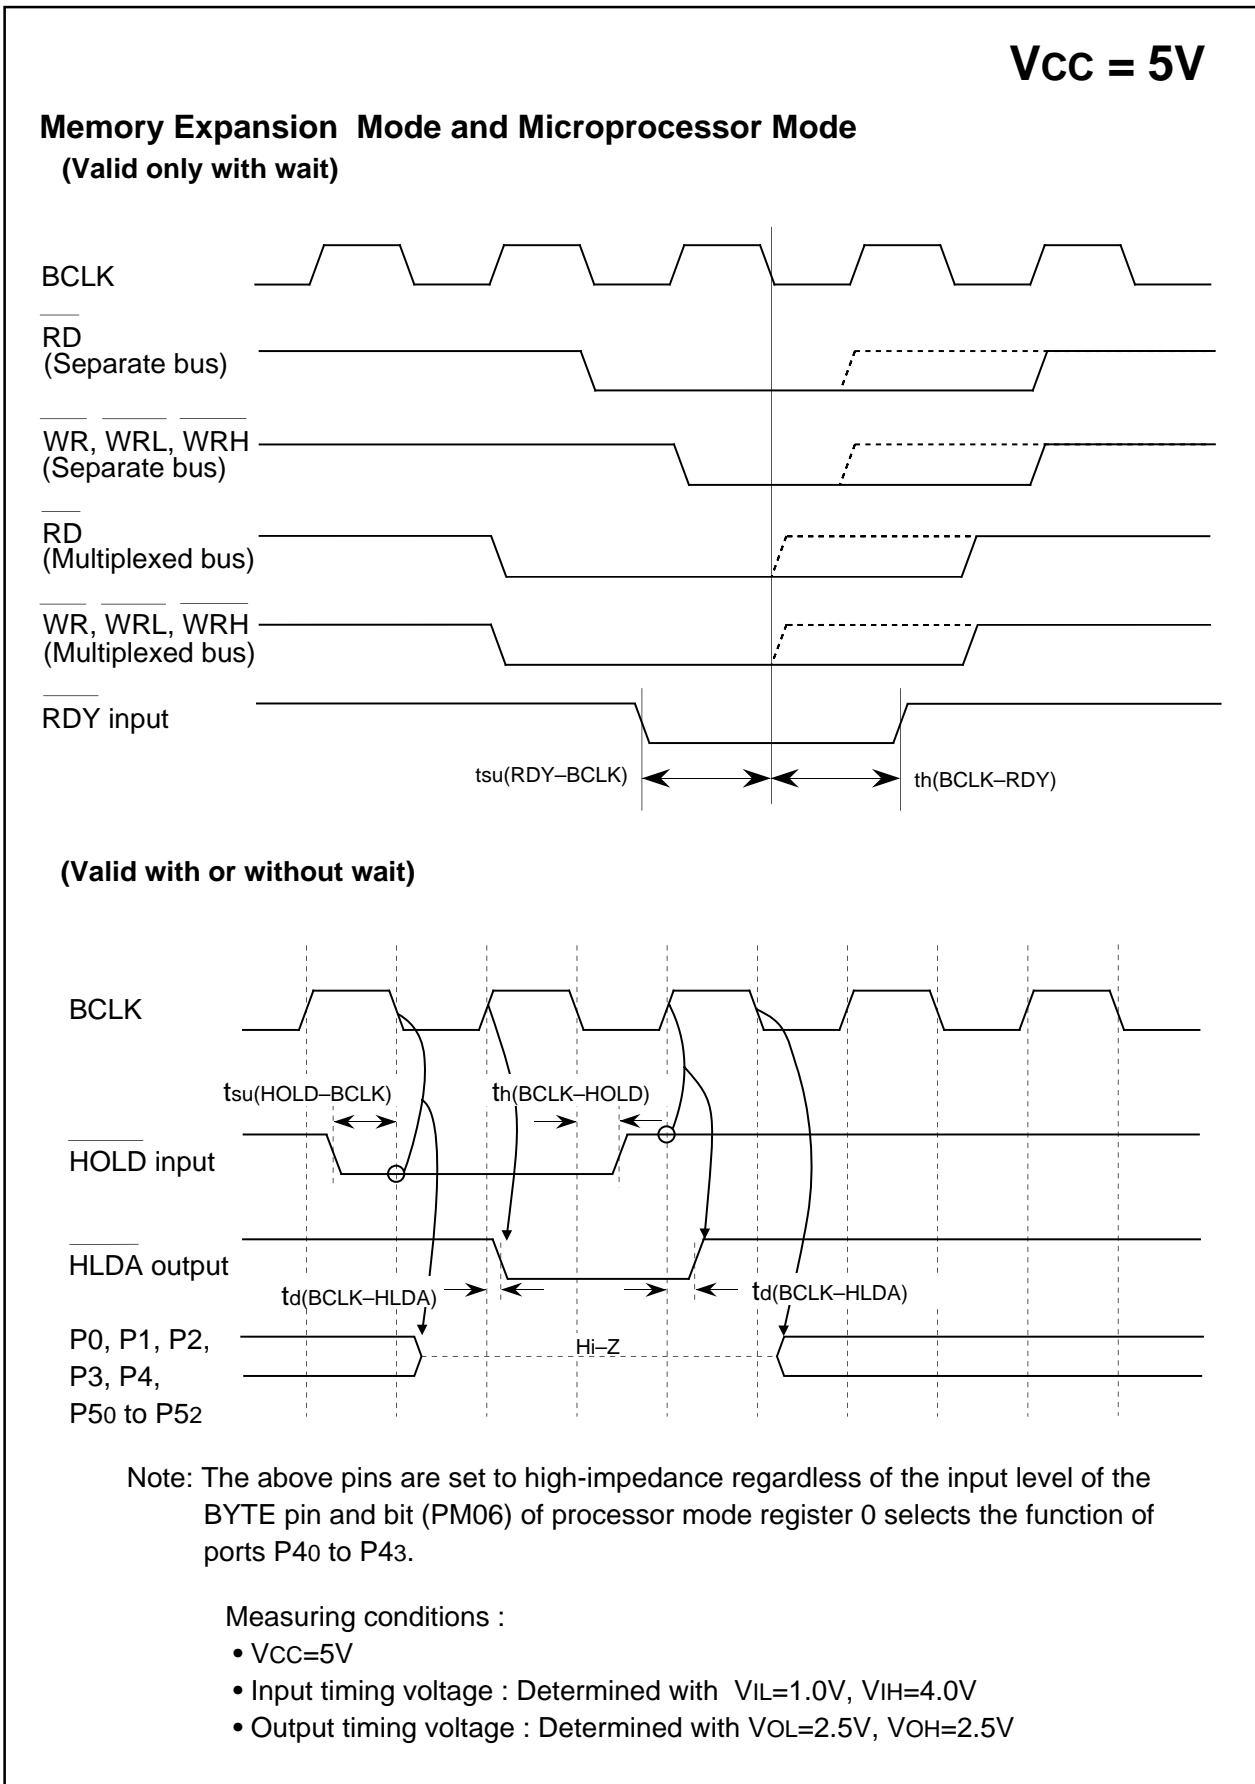 VCC = 5V
Memory Expansion Mode and Microprocessor Mode
(Valid only with wait)
BCLK
RD
(Separate bus)
WR, WRL, WRH
(Separate bus)
RD
(Multiplexed bus)
WR, WRL, WRH
(Multiplexed bus)
RDY input
tsu(RDY–BCLK)
th(BCLK–RDY)
(Valid with or without wait)
BCLK
tsu(HOLD–BCLK)
th(BCLK–HOLD)
HOLD input
HLDA output
td(BCLK–HLDA)
td(BCLK–HLDA)
P0, P1, P2,
P3, P4,
P50 to P52
Hi–Z
Note: The above pins are set to high-impedance regardless of the input level of the
BYTE pin and bit (PM06) of processor mode register 0 selects the function of
ports P40 to P43.
Measuring conditions :
• VCC=5V
• Input timing voltage : Determined with VIL=1.0V, VIH=4.0V
• Output timing voltage : Determined with VOL=2.5V, VOH=2.5V